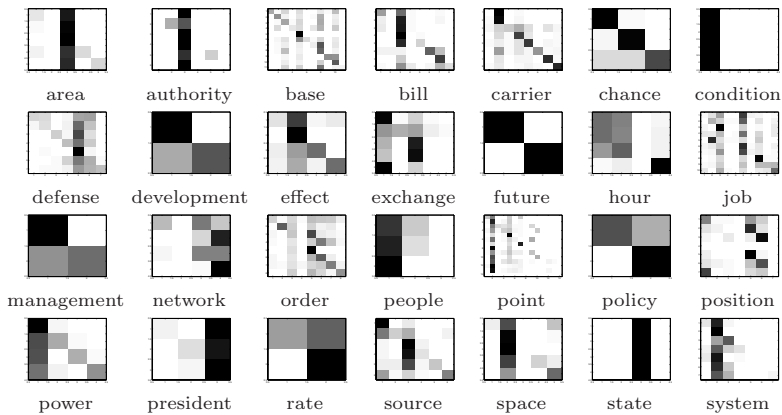 area authority base bill carrier chance condition
defense development effect exchange future hour job
management network order people point policy position
power president rate source space state system